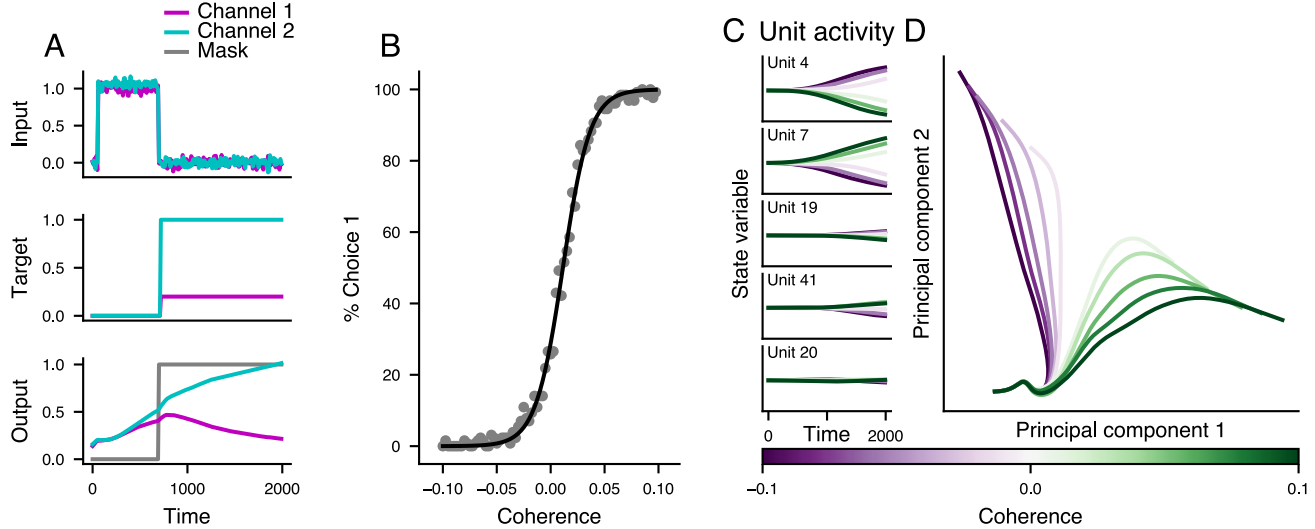 Channel 1
Channel 2
Mask
A
Input
1.0
0.5
0.0
Target
1.0
0.5
0.0
Output
1.0
0.5
0.0
0
1000
2000
Time
B
% Choice 1
100
80
60
40
20
0
−0.10
−0.05
0.00
0.05
0.10
Coherence
C Unit activity
State variable
Unit 4
Unit 7
Unit 19
Unit 41
Unit 20
0
Time
2000
D
Principal component 2
Principal component 1
−0.1
0.0
0.1
Coherence